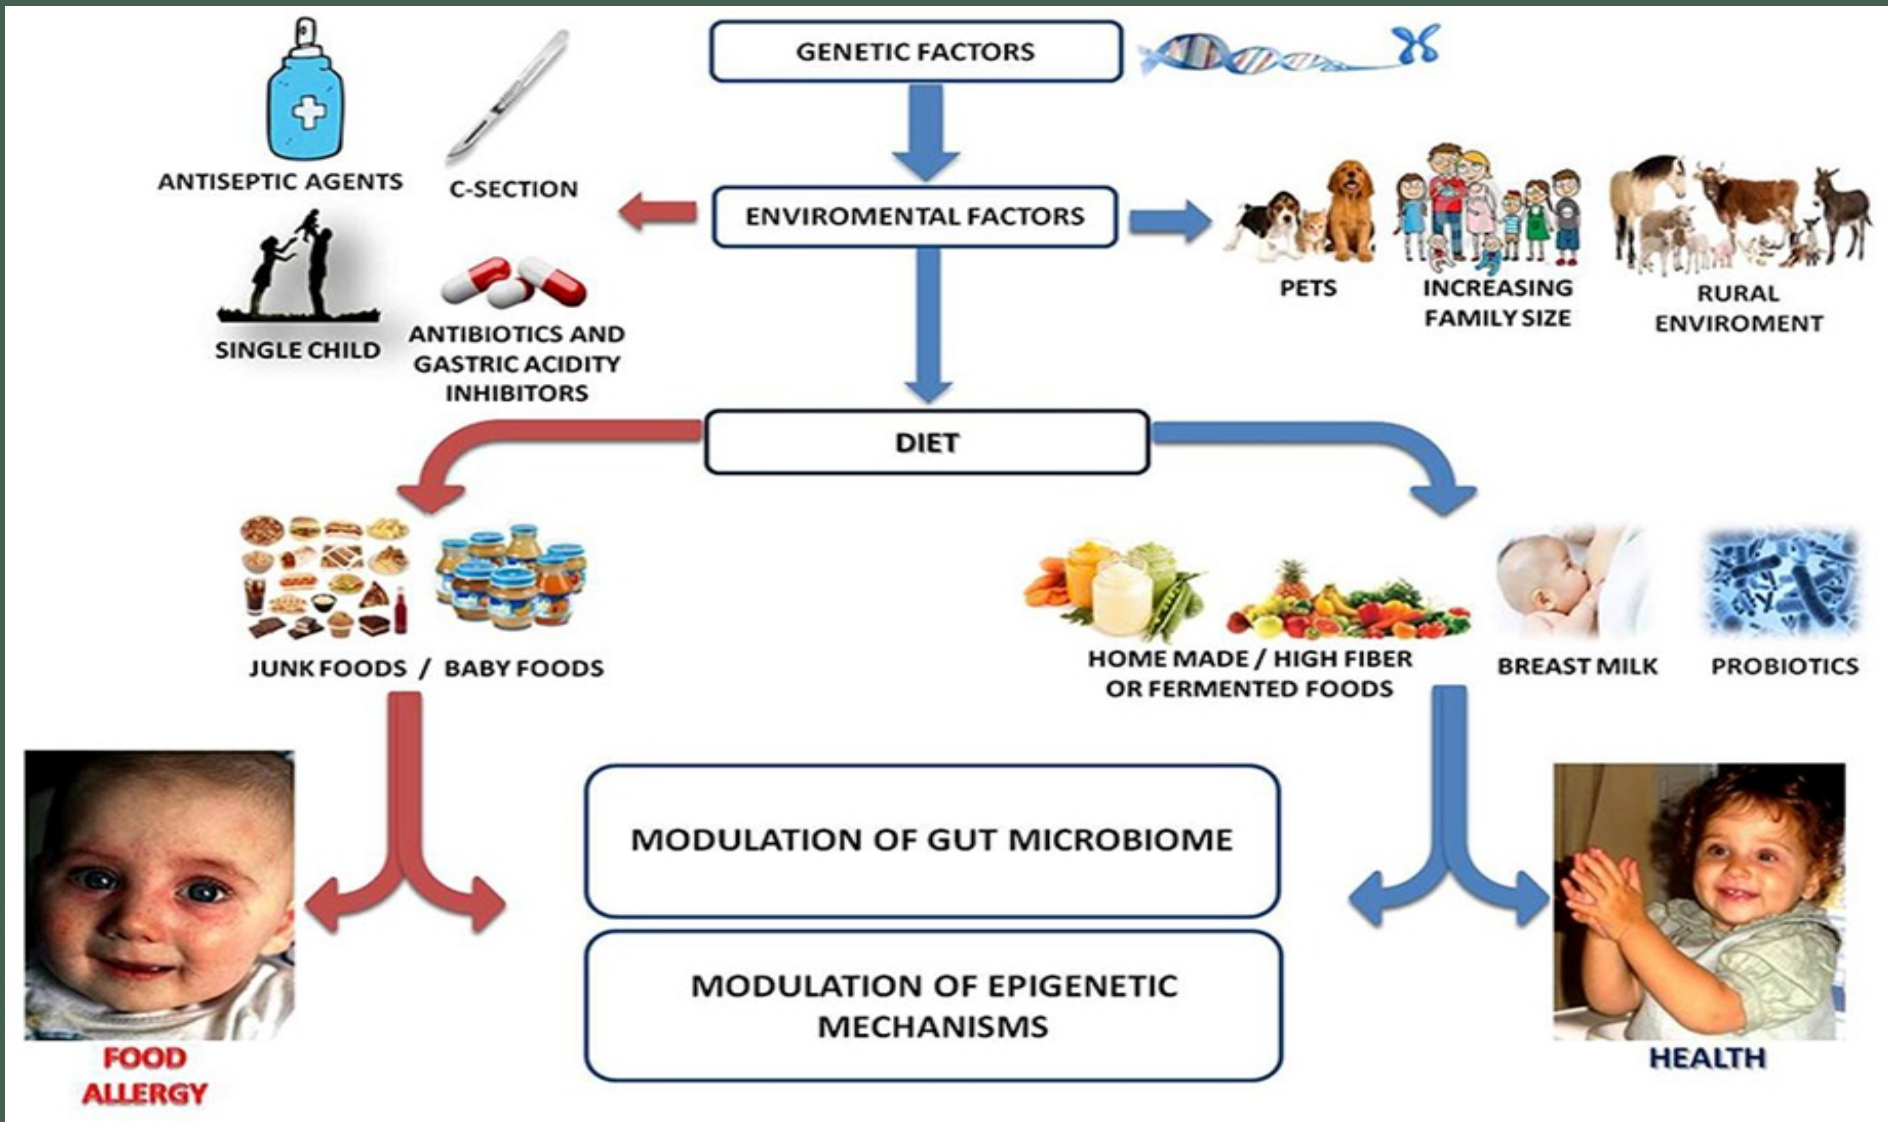 GENETIC FACTORS
ANTISEPTIC AGENTS
C-SECTION
ENVIROMENTAL FACTORS
SINGLE CHILD
ANTIBIOTICS AND
GASTRIC ACIDITY
INHIBITORS
PETS
INCREASING
FAMILY SIZE
RURAL
ENVIROMENT
DIET
JUNK FOODS / BABY FOODS
HOME MADE / HIGH FIBER
OR FERMENTED FOODS
BREAST MILK
PROBIOTICS
MODULATION OF GUT MICROBIOME
MODULATION OF EPIGENETIC
MECHANISMS
FOOD
ALLERGY
HEALTH